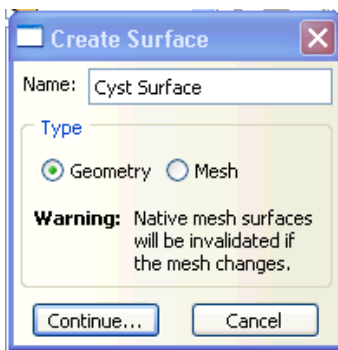 Create Surface
Name: Cyst Surface
Type
Geometry Mesh
Warning: Native mesh surfaces
will be invalidated if
the mesh changes.
Continue... Cancel